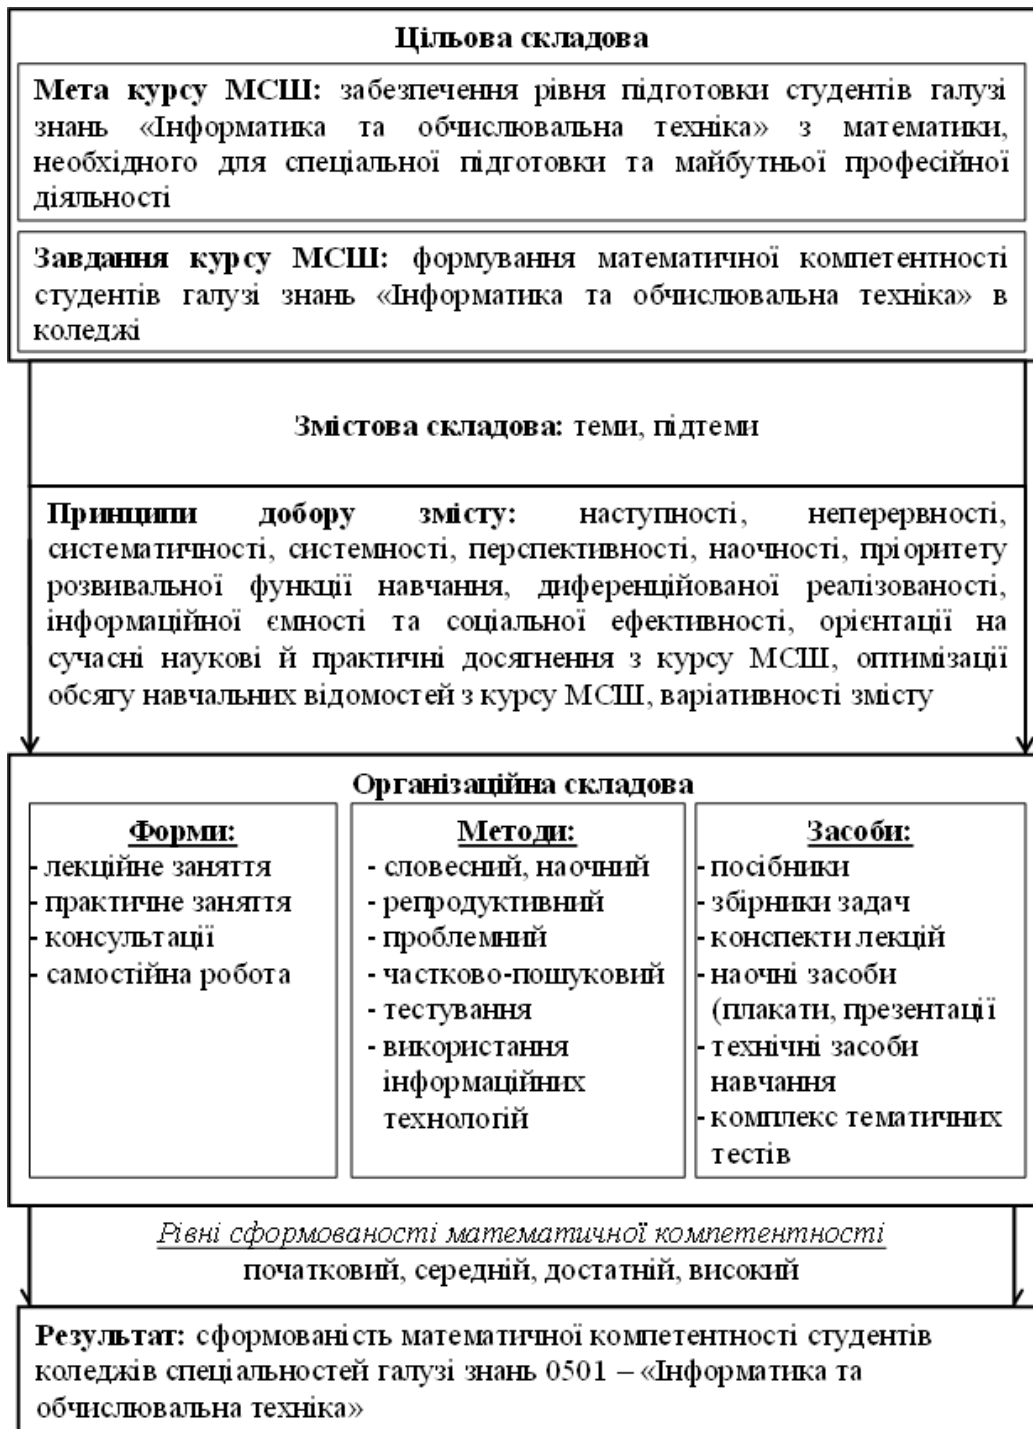 Цільова складова
Мета курсу МСШ: забезпечення рівня підготовки студентів галузі
знань «Інформатика та обчислювальна техніка» з математики,
необхідного для спеціальної підготовки та майбутньої професійної
діяльності
Завдання курсу МСШ: формування математичної компетентності
студентів галузі знань «Інформатика та обчислювальна техніка» в
коледжі
Змістова складова: теми, підтеми
Принципи добору змісту: наступності, неперервності,
систематичності, системності, перспективності, наочності, пріоритету
розвивальної функції навчання, диференційованої реалізованості,
інформаційної ємності та соціальної ефективності, орієнтації на
сучасні наукові й практичні досягнення з курсу МСШ, оптимізації
обсягу навчальних відомостей з курсу МСШ, варіативності змісту
Організаційна складова
Форми:
- лекційне заняття
- практичне заняття
- консультації
- самостійна робота
Методи:
- словесний, наочний
- репродуктивний
- проблемний
- частково-пошуковий
- тестування
- використання
інформаційних
технологій
Засоби:
- посібники
- збірники задач
- конспекти лекцій
- наочні засоби
(плакати, презентації
- технічні засоби
навчання
- комплекс тематичних
тестів
Рівні сформованості математичної компетентності
початковий, середній, достатній, високий
Результат: сформованість математичної компетентності студентів
коледжів спеціальностей галузі знань 0501 – «Інформатика та
обчислювальна техніка»